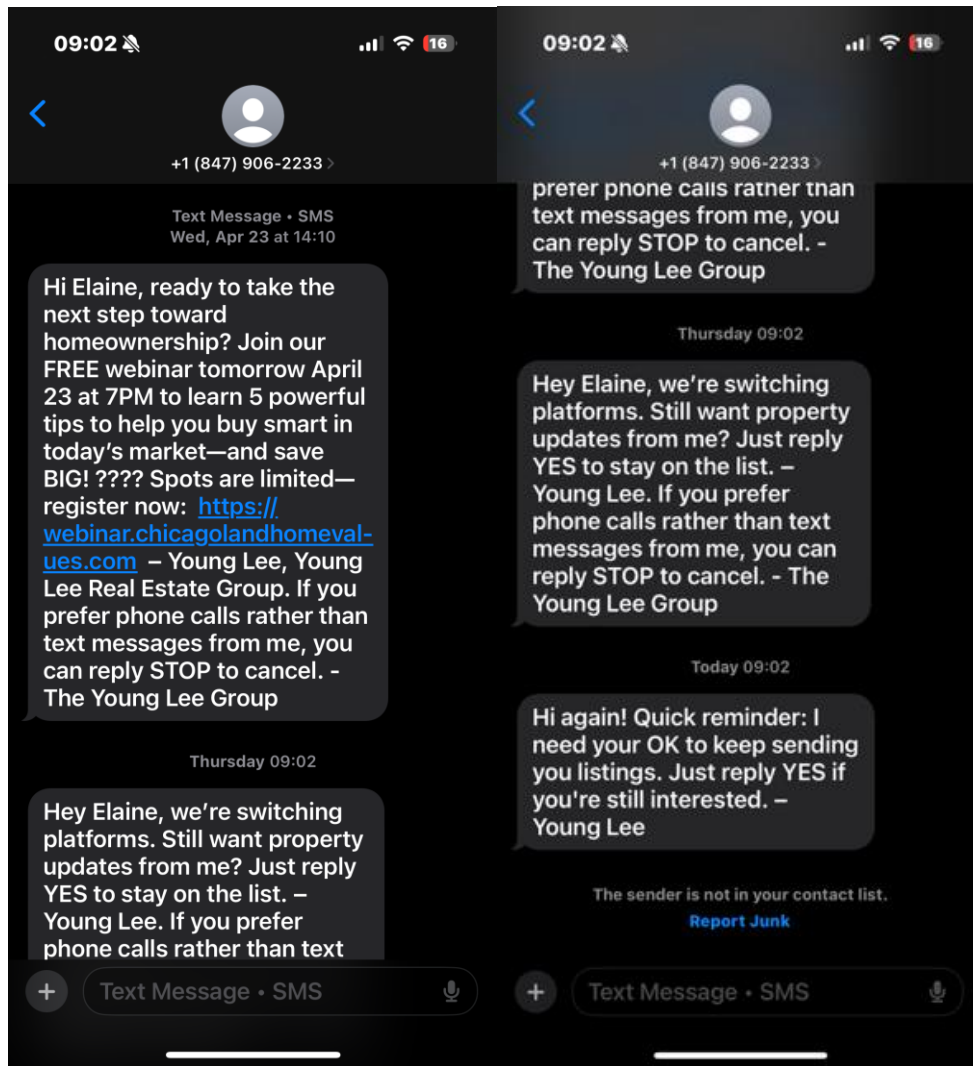 09:02
16
+1 (847) 906-2233
Text Message • SMS
Wed, Apr 23 at 14:10
Hi Elaine, ready to take the
next step toward
homeownership? Join our
FREE webinar tomorrow April
23 at 7PM to learn 5 powerful
tips to help you buy smart in
today’s market—and save
BIG! ???? Spots are limited—
register now: https://
webinar.chicagolandhomeval-
ues.com – Young Lee, Young
Lee Real Estate Group. If you
prefer phone calls rather than
text messages from me, you
can reply STOP to cancel. -
The Young Lee Group
Thursday 09:02
Hey Elaine, we’re switching
platforms. Still want property
updates from me? Just reply
YES to stay on the list. –
Young Lee. If you prefer
phone calls rather than text
Text Message • SMS
09:02
16
+1 (847) 906-2233
prefer phone calls rather than
text messages from me, you
can reply STOP to cancel. -
The Young Lee Group
Thursday 09:02
Hey Elaine, we’re switching
platforms. Still want property
updates from me? Just reply
YES to stay on the list. –
Young Lee. If you prefer
phone calls rather than text
messages from me, you can
reply STOP to cancel. - The
Young Lee Group
Today 09:02
Hi again! Quick reminder: I
need your OK to keep sending
you listings. Just reply YES if
you're still interested. –
Young Lee
The sender is not in your contact list.
Report Junk
Text Message • SMS